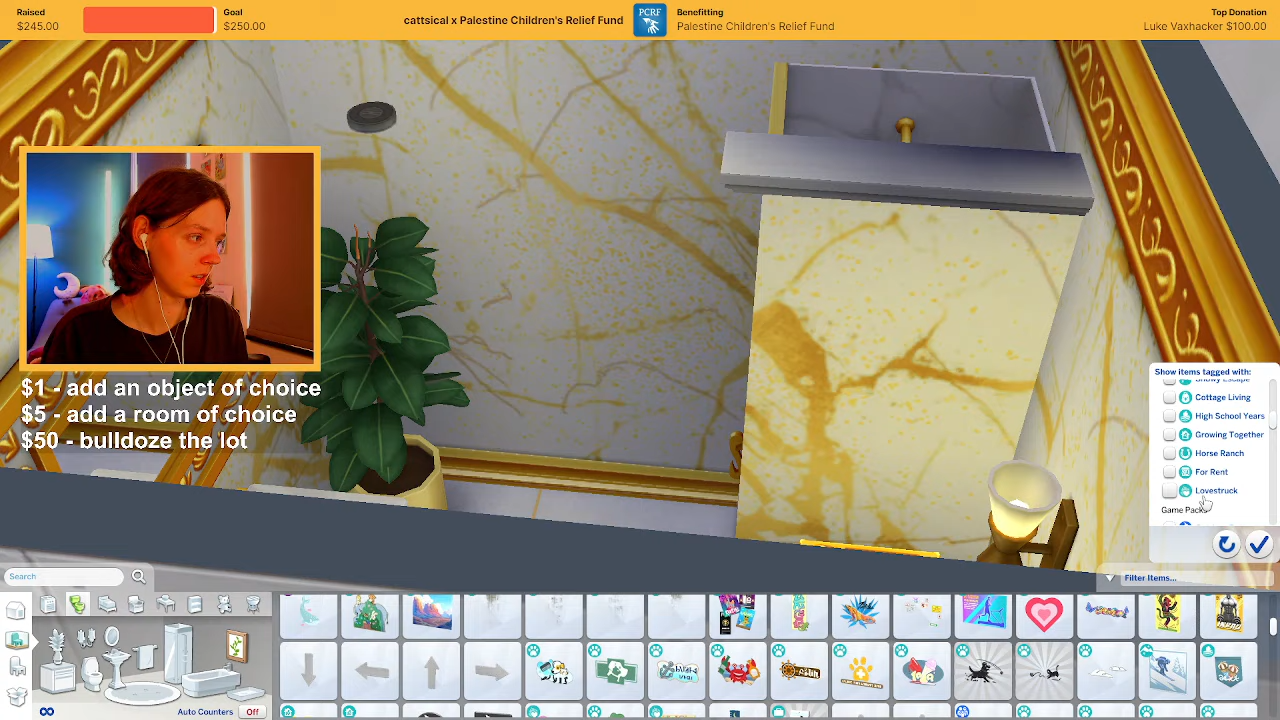 Raised
$245.00
Goal
$250.00
cattsical x Palestine Children's Relief Fund
PCRF
Benefitting
Palestine Children's Relief Fund
Top Donation
Luke Vaxhacker $100.00
$1 - add an object of choice
$5 - add a room of choice
$50 - bulldoze the lot
Show items tagged with:
Snowy Escape
Cottage Living
High School Years
Growing Together
Horse Ranch
For Rent
Lovestruck
Game Packs
Filter Items...
Search
Auto Counters
Off